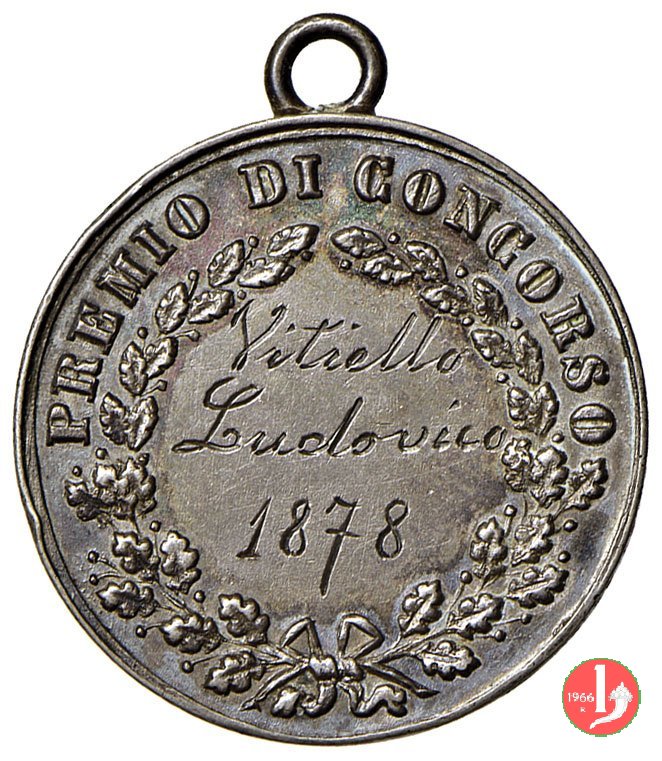 PREMIO DI CONCORSO
Vitiello
Ludovico
1878
1966
R